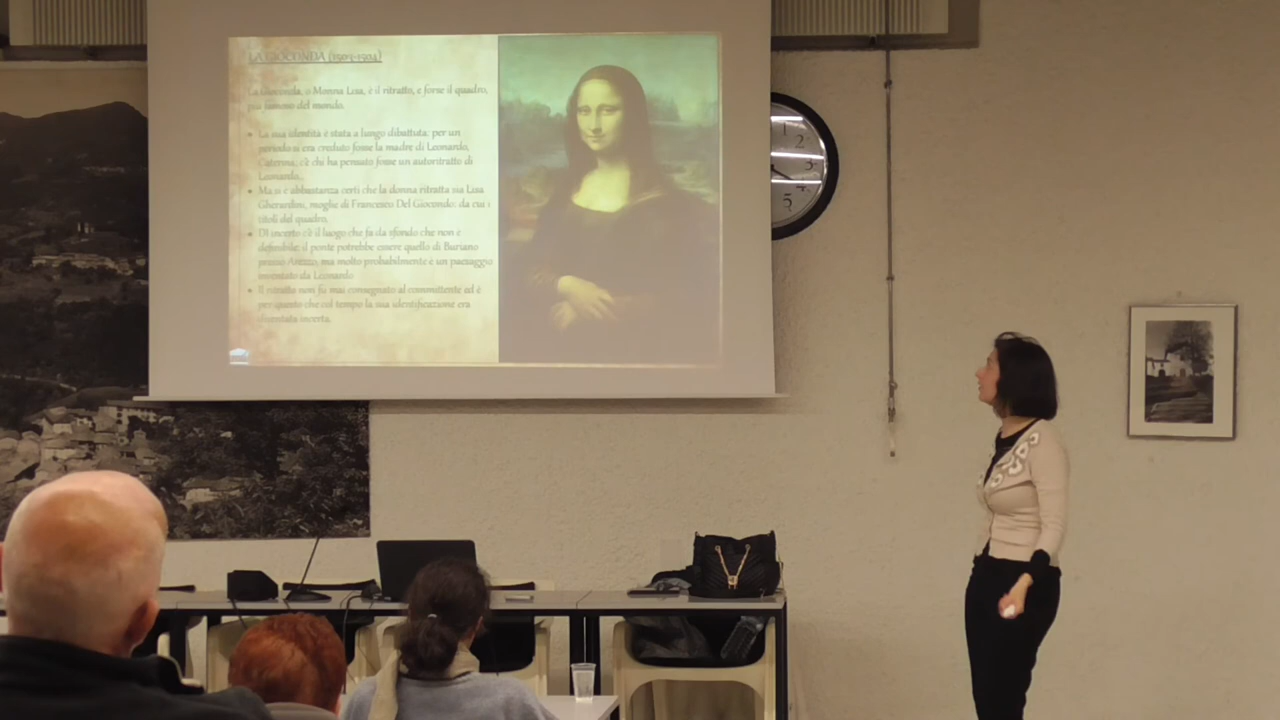 LA GIOCONDA (1503-1504)
La Gioconda, o Monna Lisa, è il ritratto, e forse il quadro,
più famoso del mondo.
• La sua identità è stata a lungo dibattuta: per un
periodo si era creduto fosse la madre di Leonardo,
Caterina, c'è chi ha pensato fosse un autoritratto di
Leonardo..
• Ma si è abbastanza certi che la donna ritratta sia Lisa
Gherardini, moglie di Francesco Del Giocondo: da cui i
titoli del quadro.
• Di incerto c'è il luogo che fa da sfondo che non è
definibile: il ponte potrebbe essere quello di Buriano
presso Arezzo, ma molto probabilmente è un paesaggio
inventato da Leonardo
• Il ritratto non fu mai consegnato al committente ed è
per questo che col tempo la sua identificazione era
diventata incerta.
1
2
3
4
5